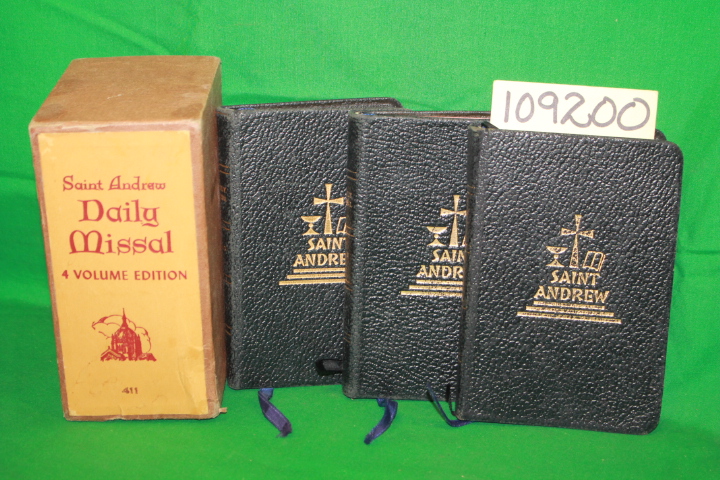 Saint Andrew
Daily
Missal
4 VOLUME EDITION
411
SAINT
ANDREW
SAINT
ANDREW
109200
SAINT
ANDREW